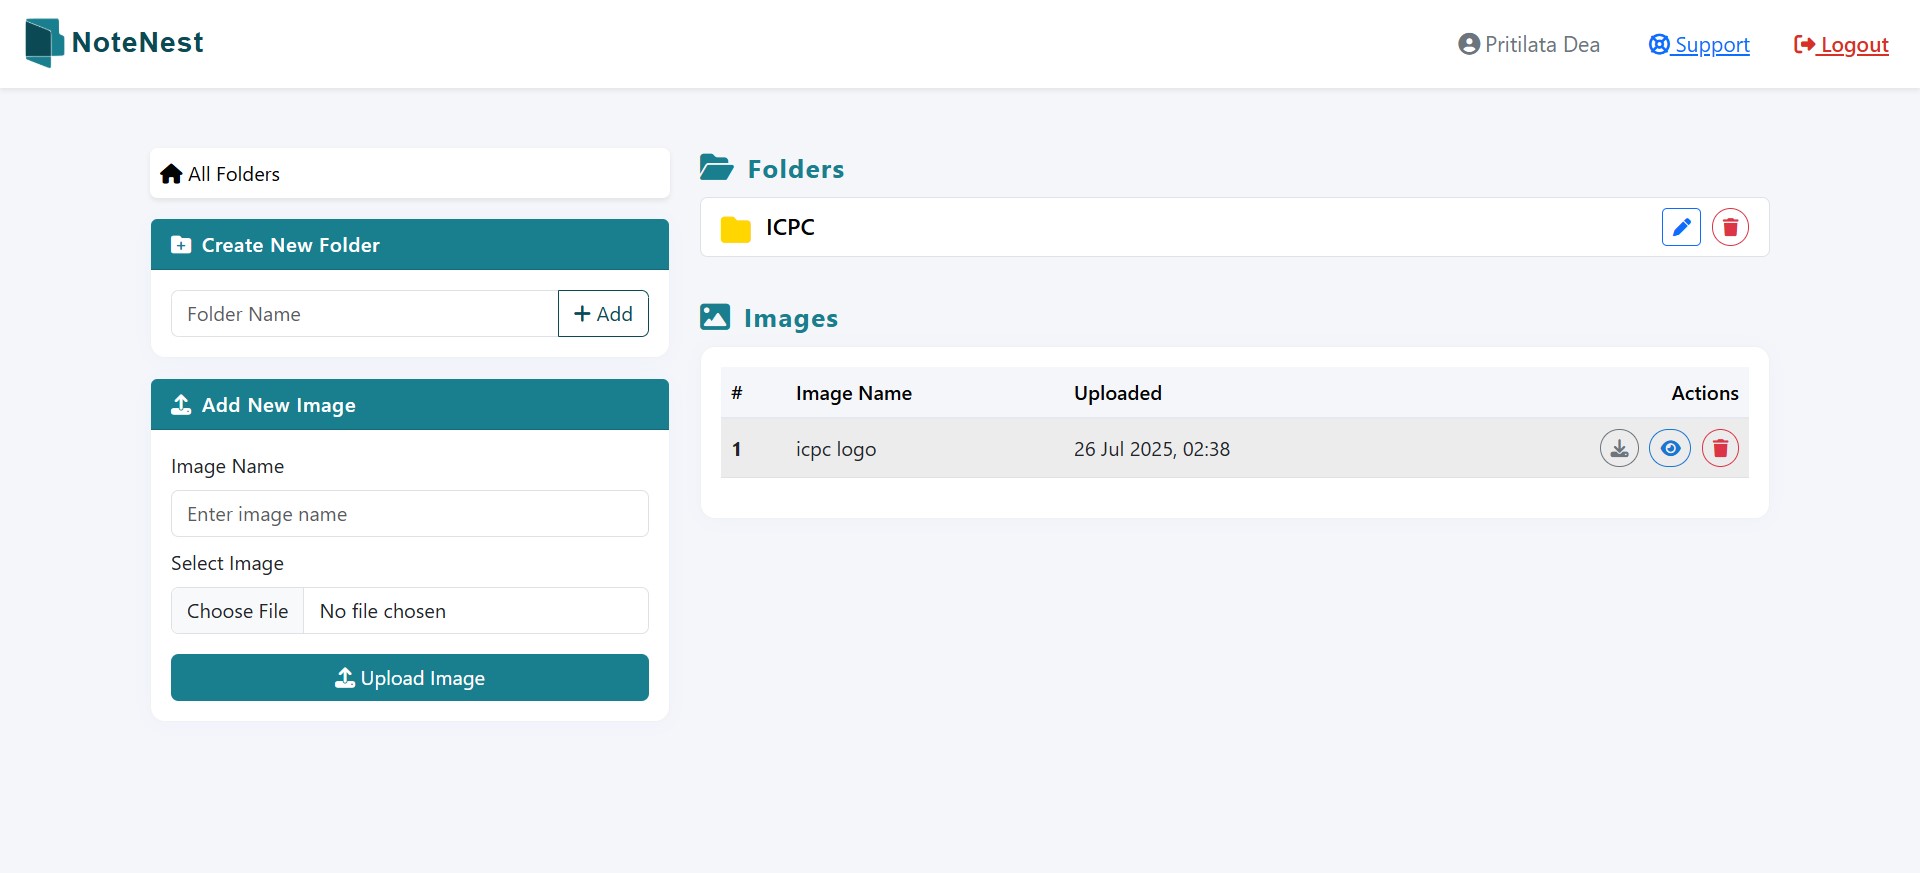 NoteNest
Pritilata Dea
Support
Logout
All Folders
Create New Folder
Folder Name
+ Add
Add New Image
Image Name
Enter image name
Select Image
Choose File No file chosen
Upload Image
Folders
ICPC
Images
# Image Name Uploaded Actions
1 icpc logo 26 Jul 2025, 02:38